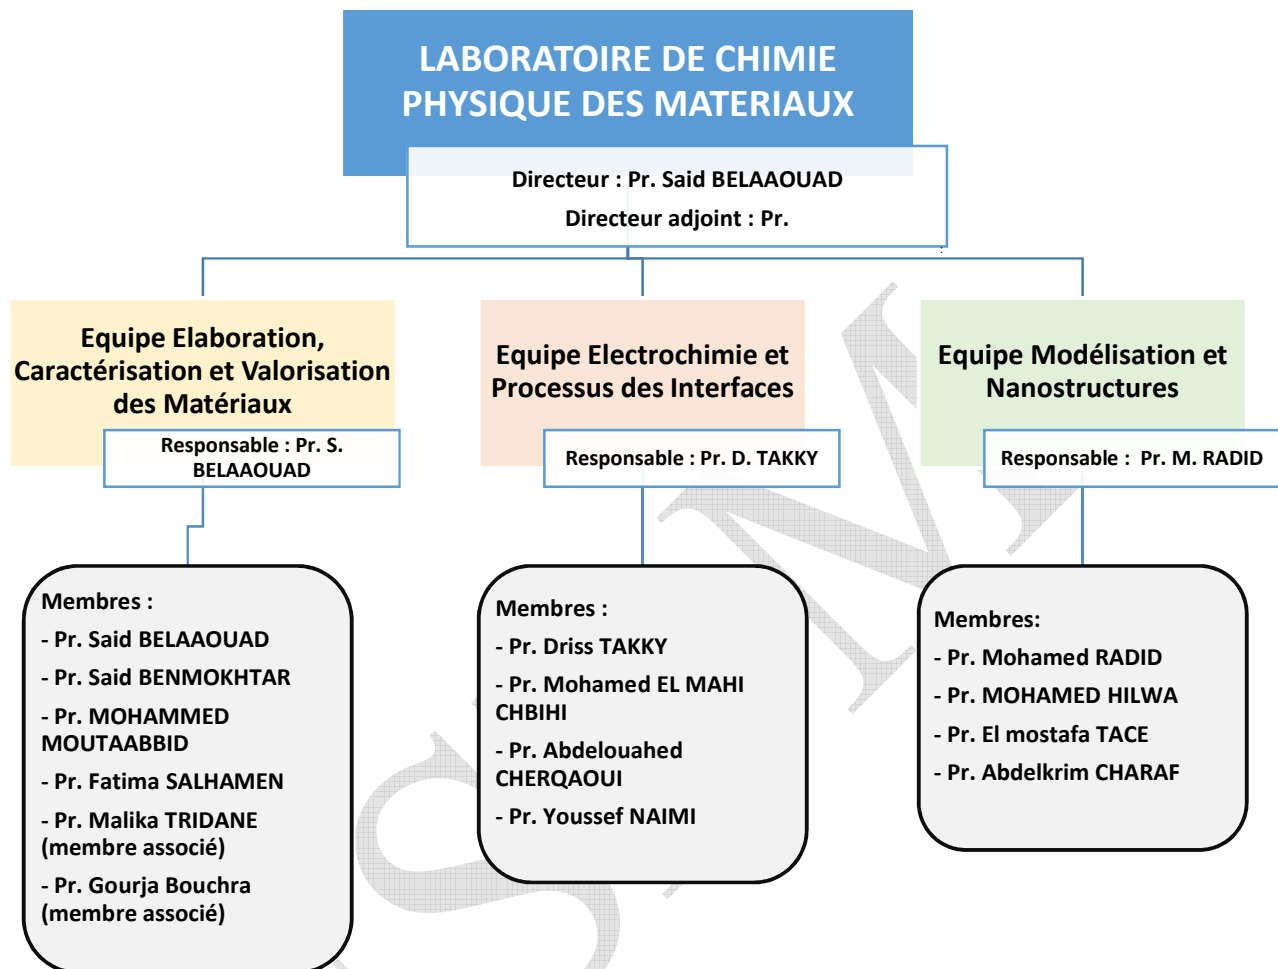 LABORATOIRE DE CHIMIE
PHYSIQUE DES MATERIAUX
Directeur : Pr. Said BELAAOUAD
Directeur adjoint : Pr.
Equipe Elaboration,
Caractérisation et Valorisation
des Matériaux
Responsable : Pr. S.
BELAAOUAD
Equipe Electrochimie et
Processus des Interfaces
Responsable : Pr. D. TAKKY
Equipe Modélisation et
Nanostructures
Responsable :  Pr. M. RADID
Membres :
- Pr. Said BELAAOUAD
- Pr. Said BENMOKHTAR
- Pr. MOHAMMED
MOUTAABBID
- Pr. Fatima SALHAMEN
- Pr. Malika TRIDANE
(membre associé)
- Pr. Gourja Bouchra
(membre associé)
Membres :
- Pr. Driss TAKKY
- Pr. Mohamed EL MAHI
CHBIHI
- Pr. Abdelouahed
CHERQAOUI
- Pr. Youssef NAIMI
Membres:
- Pr. Mohamed RADID
- Pr. MOHAMED HILWA
- Pr. El mostafa TACE
- Pr. Abdelkrim CHARAF